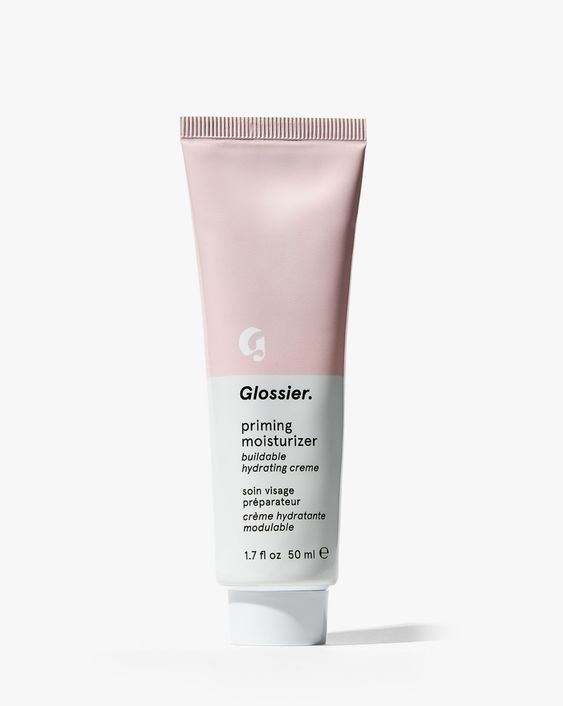 G
Glossier.
priming
moisturizer
buildable
hydrating creme
soin visage
préparateur
crème hydratante
modulable
1.7 fl oz 50 ml ℮